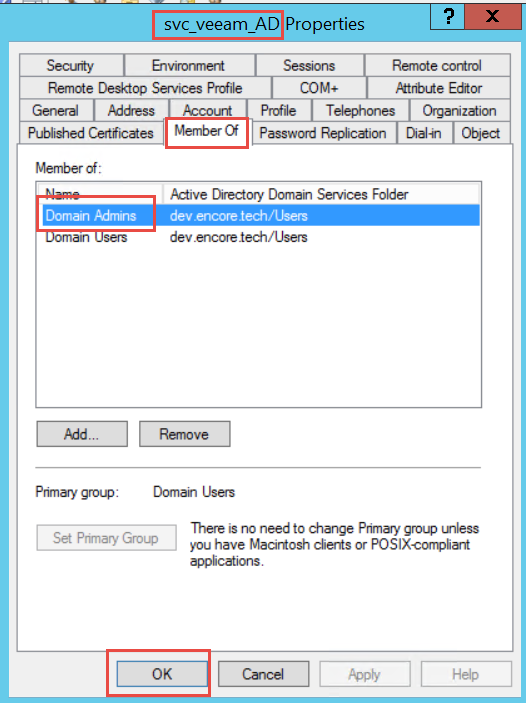 svc_veeam_AD Properties
?
x
Security Environment Sessions Remote control
Remote Desktop Services Profile COM+ Attribute Editor
General Address Account Profile Telephones Organization
Published Certificates Member Of Password Replication Dial-in Object
Member of:
Name Active Directory Domain Services Folder
Domain Admins dev.encore.tech/Users
Domain Users dev.encore.tech/Users
Add... Remove
Primary group: Domain Users
Set Primary Group
There is no need to change Primary group unless
you have Macintosh clients or POSIX-compliant
applications.
OK Cancel Apply Help